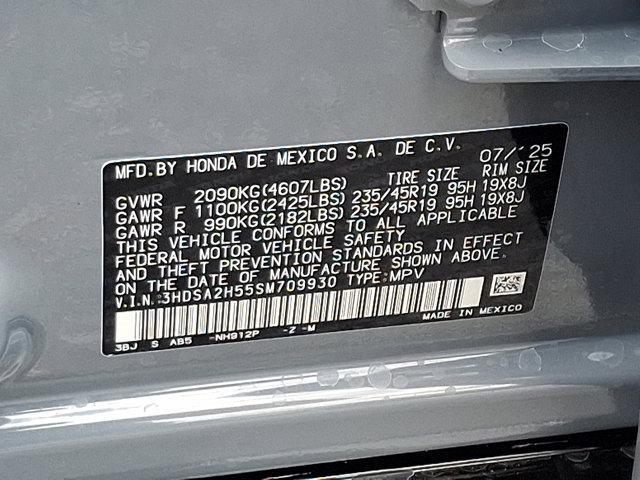 MFD.BY HONDA DE MEXICO S.A. DE C.V. 07/'25
TIRE SIZE RIM SIZE
GVWR 2090KG(4607LBS)
GAWR F 1100KG(2425LBS) 235/45R19 95H 19X8J
GAWR R 990KG(2182LBS) 235/45R19 95H 19X8J
THIS VEHICLE CONFORMS TO ALL APPLICABLE
FEDERAL MOTOR VEHICLE SAFETY
AND THEFT PREVENTION STANDARDS IN EFFECT
ON THE DATE OF MANUFACTURE SHOWN ABOVE.
V.I.N.:3HDSA2H55SM709930 TYPE:MPV
MADE IN MEXICO
3BJ S AB5 -NH912P -Z -M